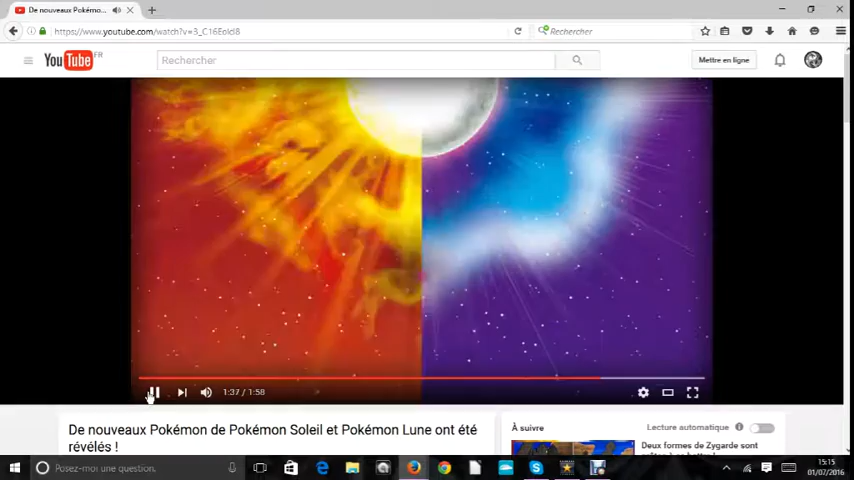 De nouveaux Pokémo...
https://www.youtube.com/watch?v=3_C16EoIcI8
Rechercher
YouTube FR
Rechercher
Mettre en ligne
1:37 / 1:58
De nouveaux Pokémon de Pokémon Soleil et Pokémon Lune ont été
révélés !
À suivre
Lecture automatique
Deux formes de Zygarde sont
Posez-moi une question.
15:15
01/07/2016